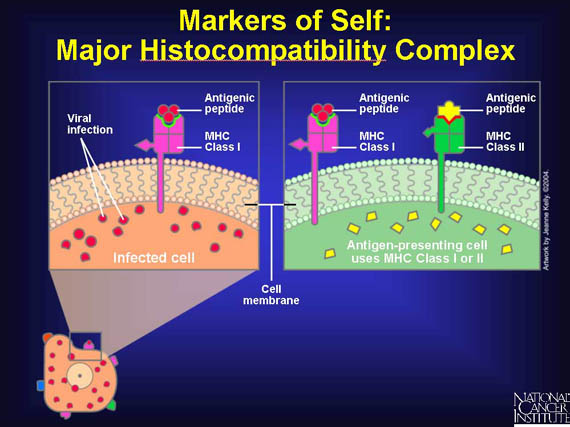 Markers of Self:
Major Histocompatibility Complex
Viral
infection
Antigenic
peptide
MHC
Class I
Infected cell
Antigenic
peptide
MHC
Class I
Antigenic
peptide
MHC
Class II
Antigen-presenting cell
uses MHC Class I or II
Cell
membrane
Artwork by Jeanne Kelly. ©2004.
NATIONAL
CANCER
INSTITUTE